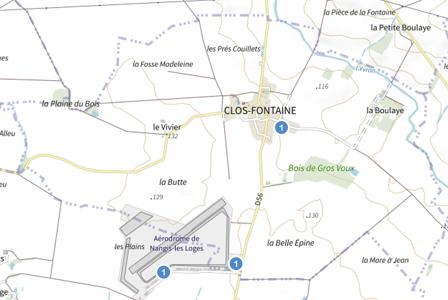 la Pièce de la Fontaine
la Petite Boulaye
les Prés Couillets
la Fosse Madeleine
l'Yvron
116
la Plaine du Bois
CLOS-FONTAINE
la Boulaye
le Vivier
1
132
Alleu
Bois de Gros Voux
la Butte
129
D56
130
les Plains
Aérodrome de
Nangis-les Loges
la Belle Épine
la Mare à Jean
1
1